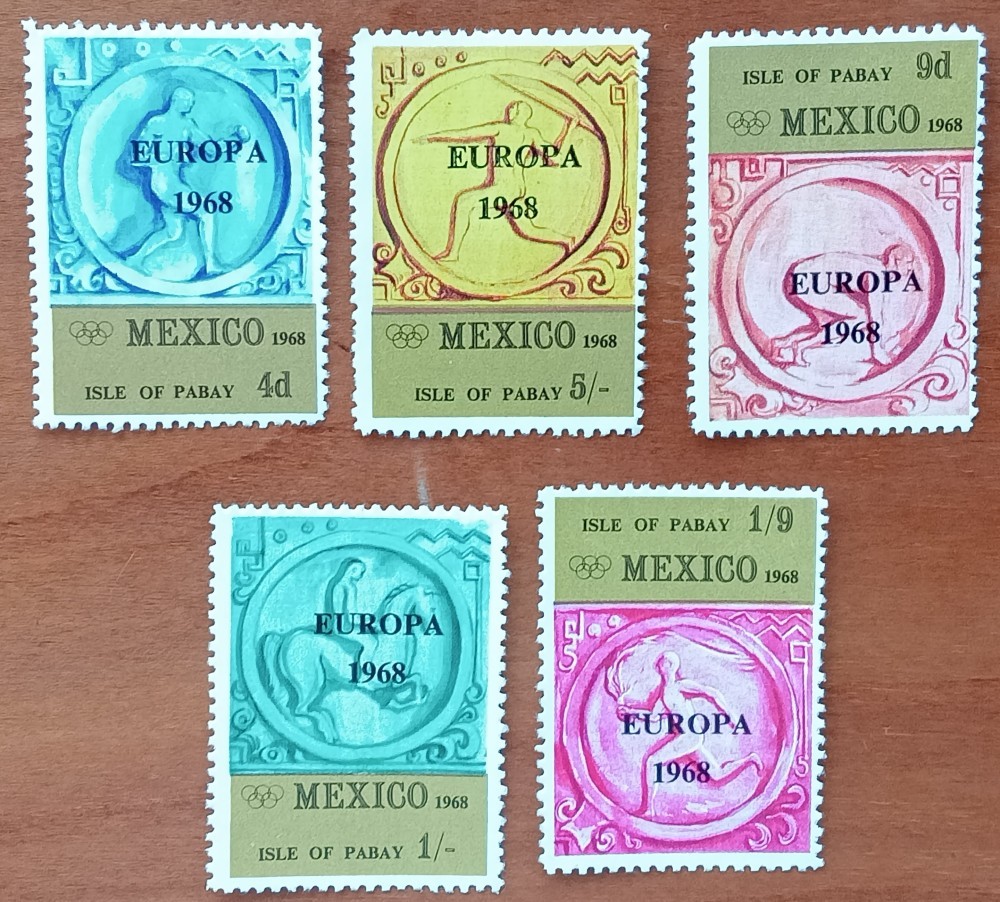 EUROPA
1968
MEXICO 1968
ISLE OF PABAY 4d
EUROPA
1968
MEXICO 1968
ISLE OF PABAY 5/-
ISLE OF PABAY 9d
MEXICO 1968
EUROPA
1968
EUROPA
1968
MEXICO 1968
ISLE OF PABAY 1/-
ISLE OF PABAY 1/9
MEXICO 1968
EUROPA
1968